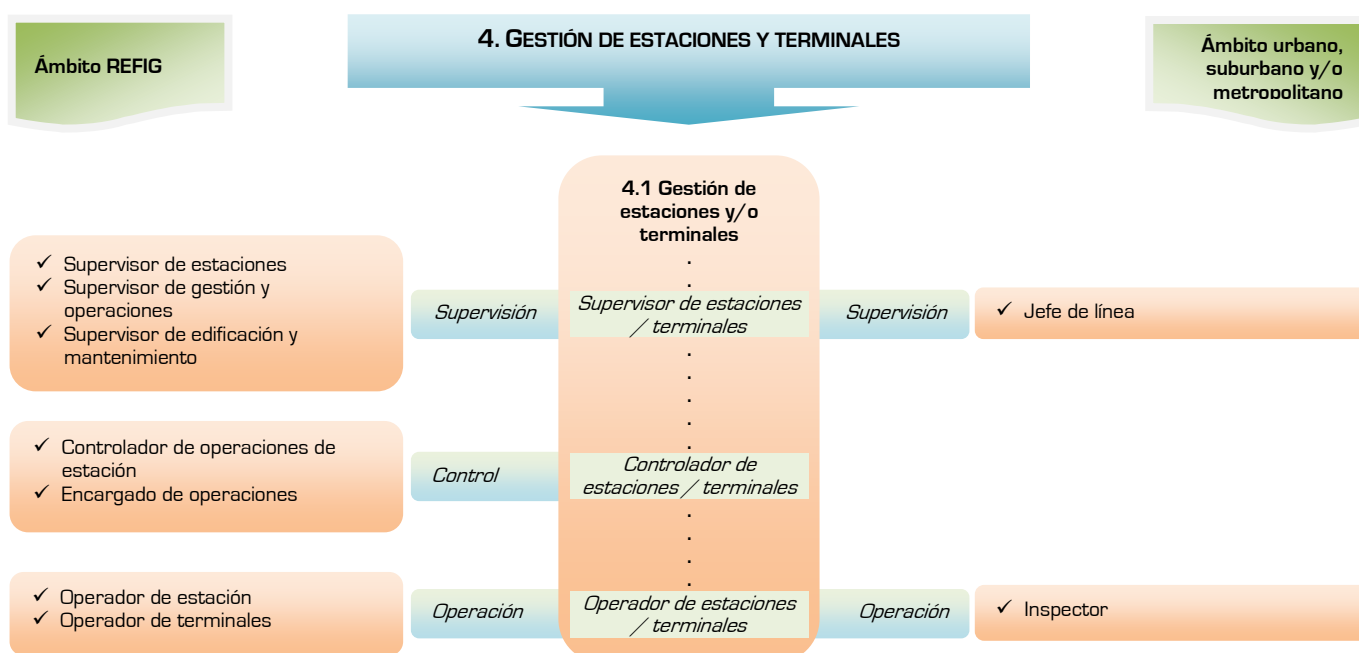 Ámbito REFIG
4. GESTIÓN DE ESTACIONES Y TERMINALES
Ámbito urbano,
suburbano y/o
metropolitano
4.1 Gestión de
estaciones y/o
terminales
.
.
✓ Supervisor de estaciones
✓ Supervisor de gestión y
operaciones
✓ Supervisor de edificación y
mantenimiento
Supervisión
Supervisor de estaciones
/ terminales
Supervisión
✓ Jefe de línea
.
.
.
.
.
✓ Controlador de operaciones de
estación
✓ Encargado de operaciones
Control
Controlador de
estaciones / terminales
.
.
.
.
✓ Operador de estación
✓ Operador de terminales
Operación
Operador de estaciones
/ terminales
Operación
✓ Inspector